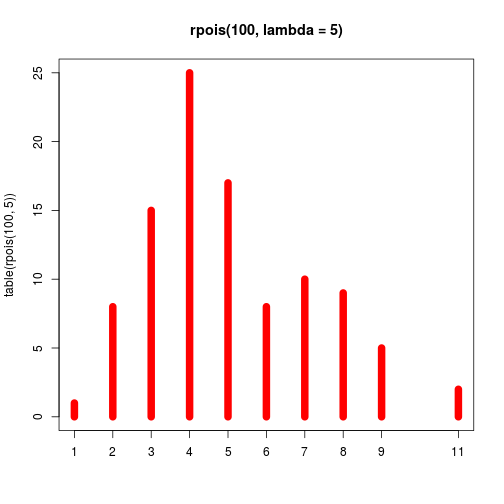 rpois(100, lambda = 5)
table(rpois(100, 5))
25
20
15
10
5
0
1 2 3 4 5 6 7 8 9 11